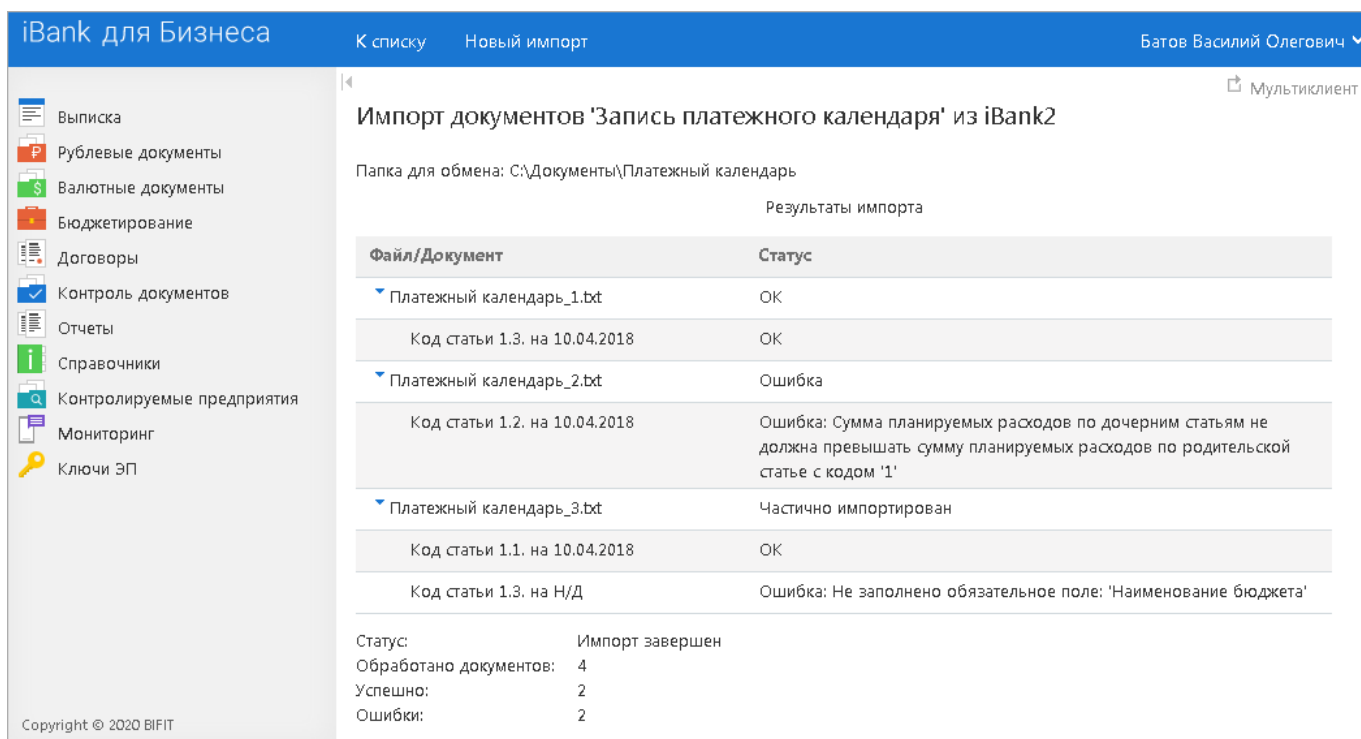 iBank для Бизнеса
К списку Новый импорт Батов Василий Олегович
Мультиклиент
Выписка
Рублевые документы
Валютные документы
Бюджетирование
Договоры
Контроль документов
Отчеты
Справочники
Контролируемые предприятия
Мониторинг
Ключи ЭП
Copyright © 2020 BIFIT
Импорт документов 'Запись платежного календаря' из iBank2
Папка для обмена: C:\Документы\Платежный календарь
Результаты импорта
Файл/Документ Статус
Платежный календарь_1.txt OK
Код статьи 1.3. на 10.04.2018 OK
Платежный календарь_2.txt Ошибка
Код статьи 1.2. на 10.04.2018 Ошибка: Сумма планируемых расходов по дочерним статьям не
должна превышать сумму планируемых расходов по родительской
статье с кодом '1'
Платежный календарь_3.txt Частично импортирован
Код статьи 1.1. на 10.04.2018 OK
Код статьи 1.3. на Н/Д Ошибка: Не заполнено обязательное поле: 'Наименование бюджета'
Статус: Импорт завершен
Обработано документов: 4
Успешно: 2
Ошибки: 2